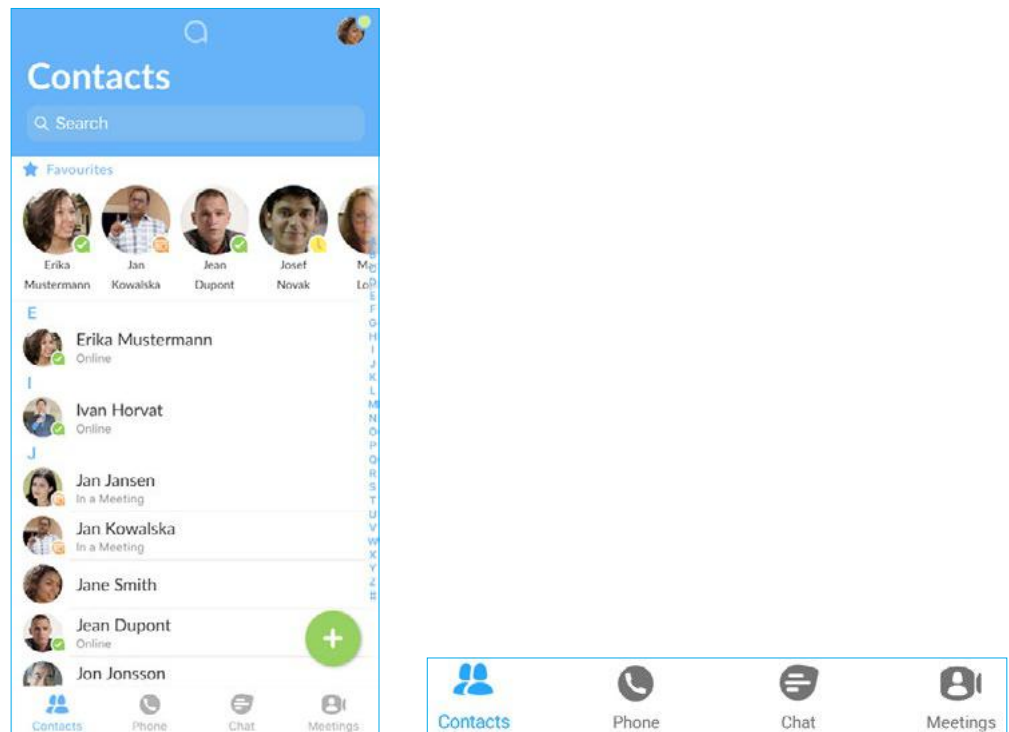 Contacts
Search
Favourites
Erika Mustermann
Jan Kowalska
Jean Dupont
Josef Novak
E
Erika Mustermann
Online
I
Ivan Horvat
Online
J
Jan Jansen
In a Meeting
Jan Kowalska
In a Meeting
Jane Smith
Jean Dupont
Online
Jon Jonsson
D
E
F
G
H
I
J
K
L
M
N
O
P
Q
R
S
T
U
V
W
X
Y
Z
#
Contacts Phone Chat Meetings
Contacts Phone Chat Meetings